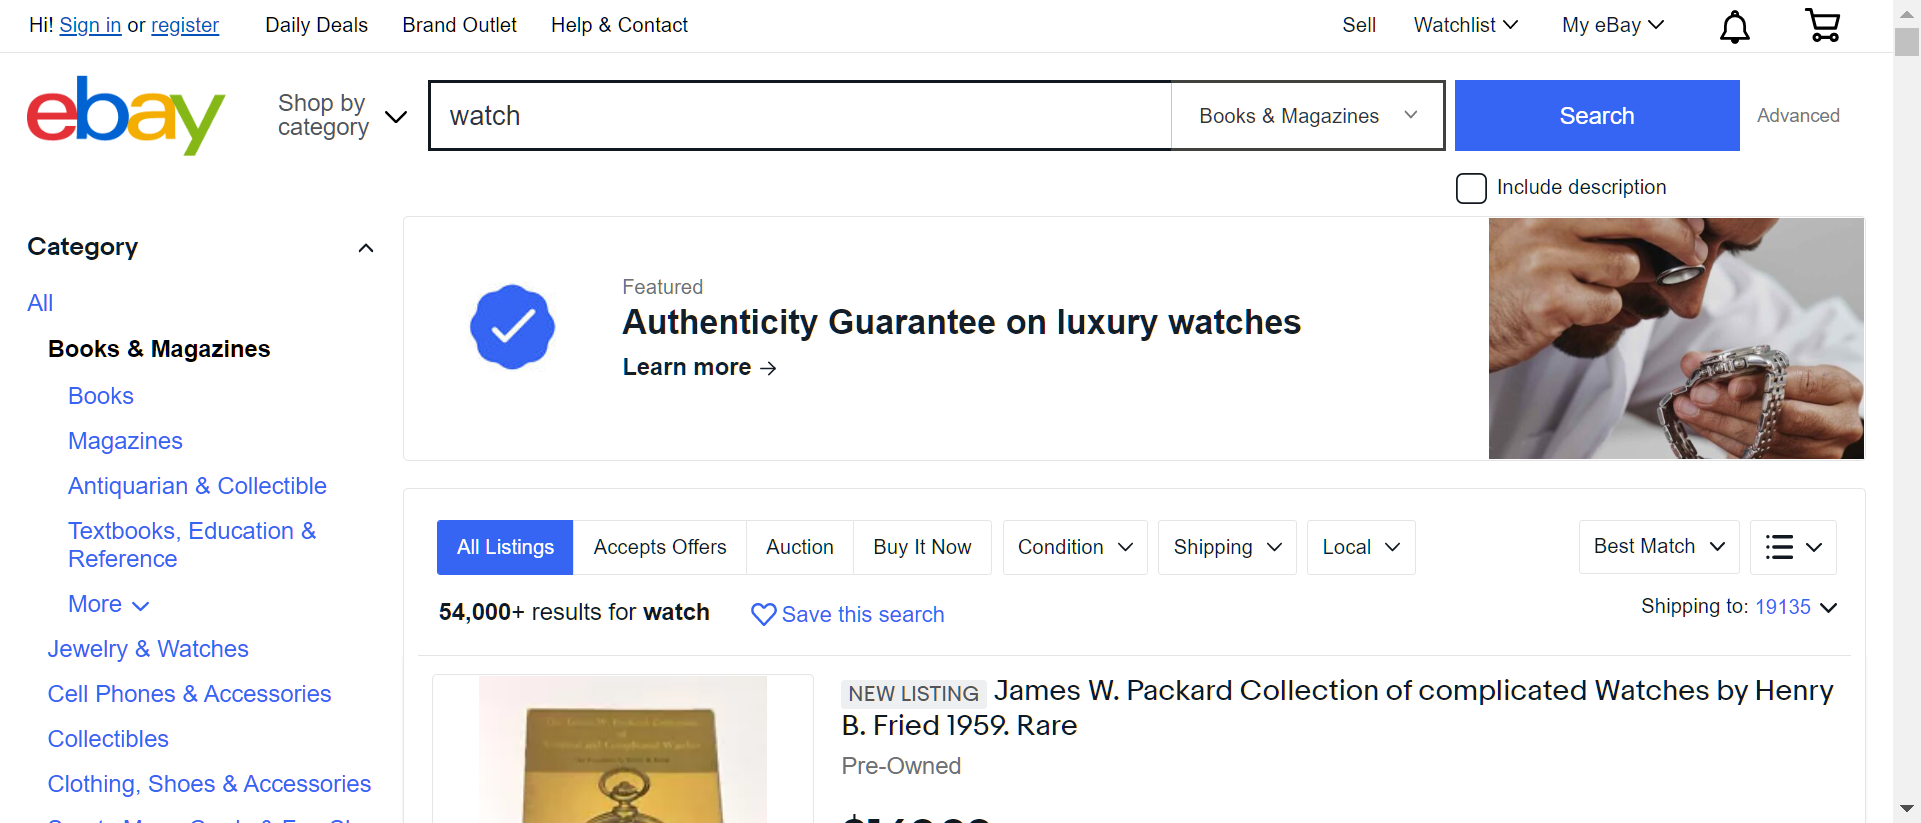 Hi! Sign in or register Daily Deals Brand Outlet Help & Contact Sell Watchlist My eBay
ebay
Shop by
category
watch
Books & Magazines
Search
Advanced
Include description
Category
All
Books & Magazines
Books
Magazines
Antiquarian & Collectible
Textbooks, Education &
Reference
More
Jewelry & Watches
Cell Phones & Accessories
Collectibles
Clothing, Shoes & Accessories
Featured
Authenticity Guarantee on luxury watches
Learn more →
All Listings Accepts Offers Auction Buy It Now Condition Shipping Local Best Match
54,000+ results for watch Save this search
Shipping to: 19135
NEW LISTING James W. Packard Collection of complicated Watches by Henry
B. Fried 1959. Rare
Pre-Owned